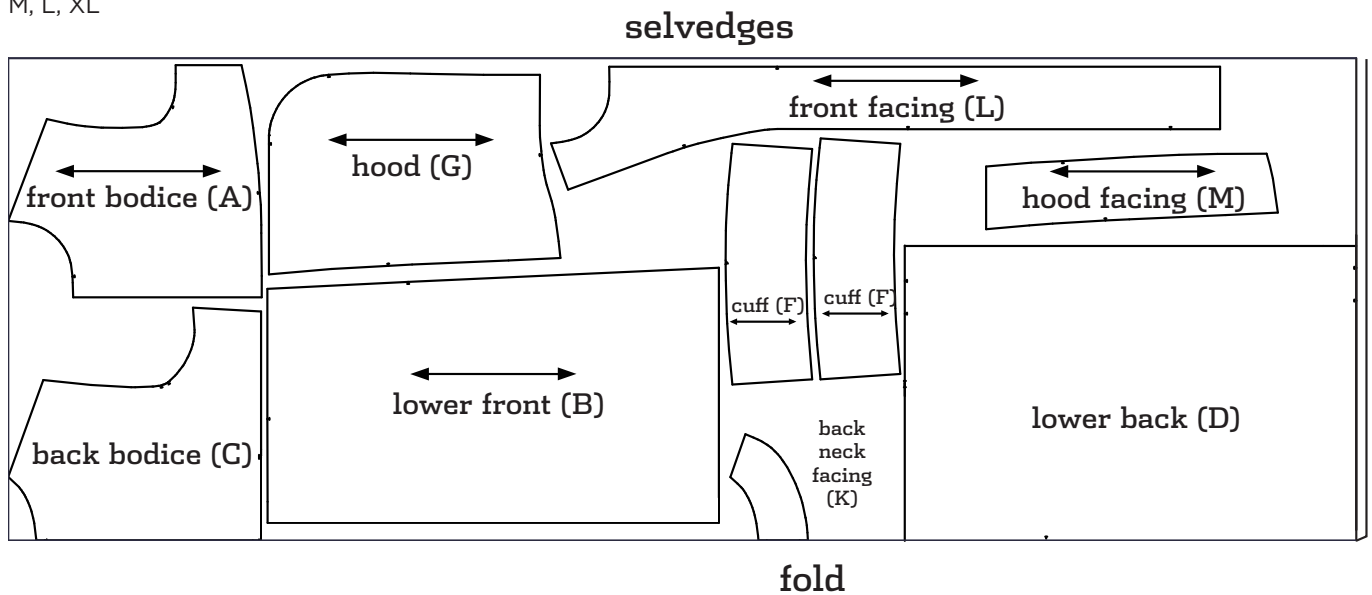 M, L, XL
selvedges
front facing (L)
hood (G)
front bodice (A)
hood facing (M)
cuff (F)
cuff (F)
lower front (B)
lower back (D)
back bodice (C)
back
neck
facing
(K)
fold